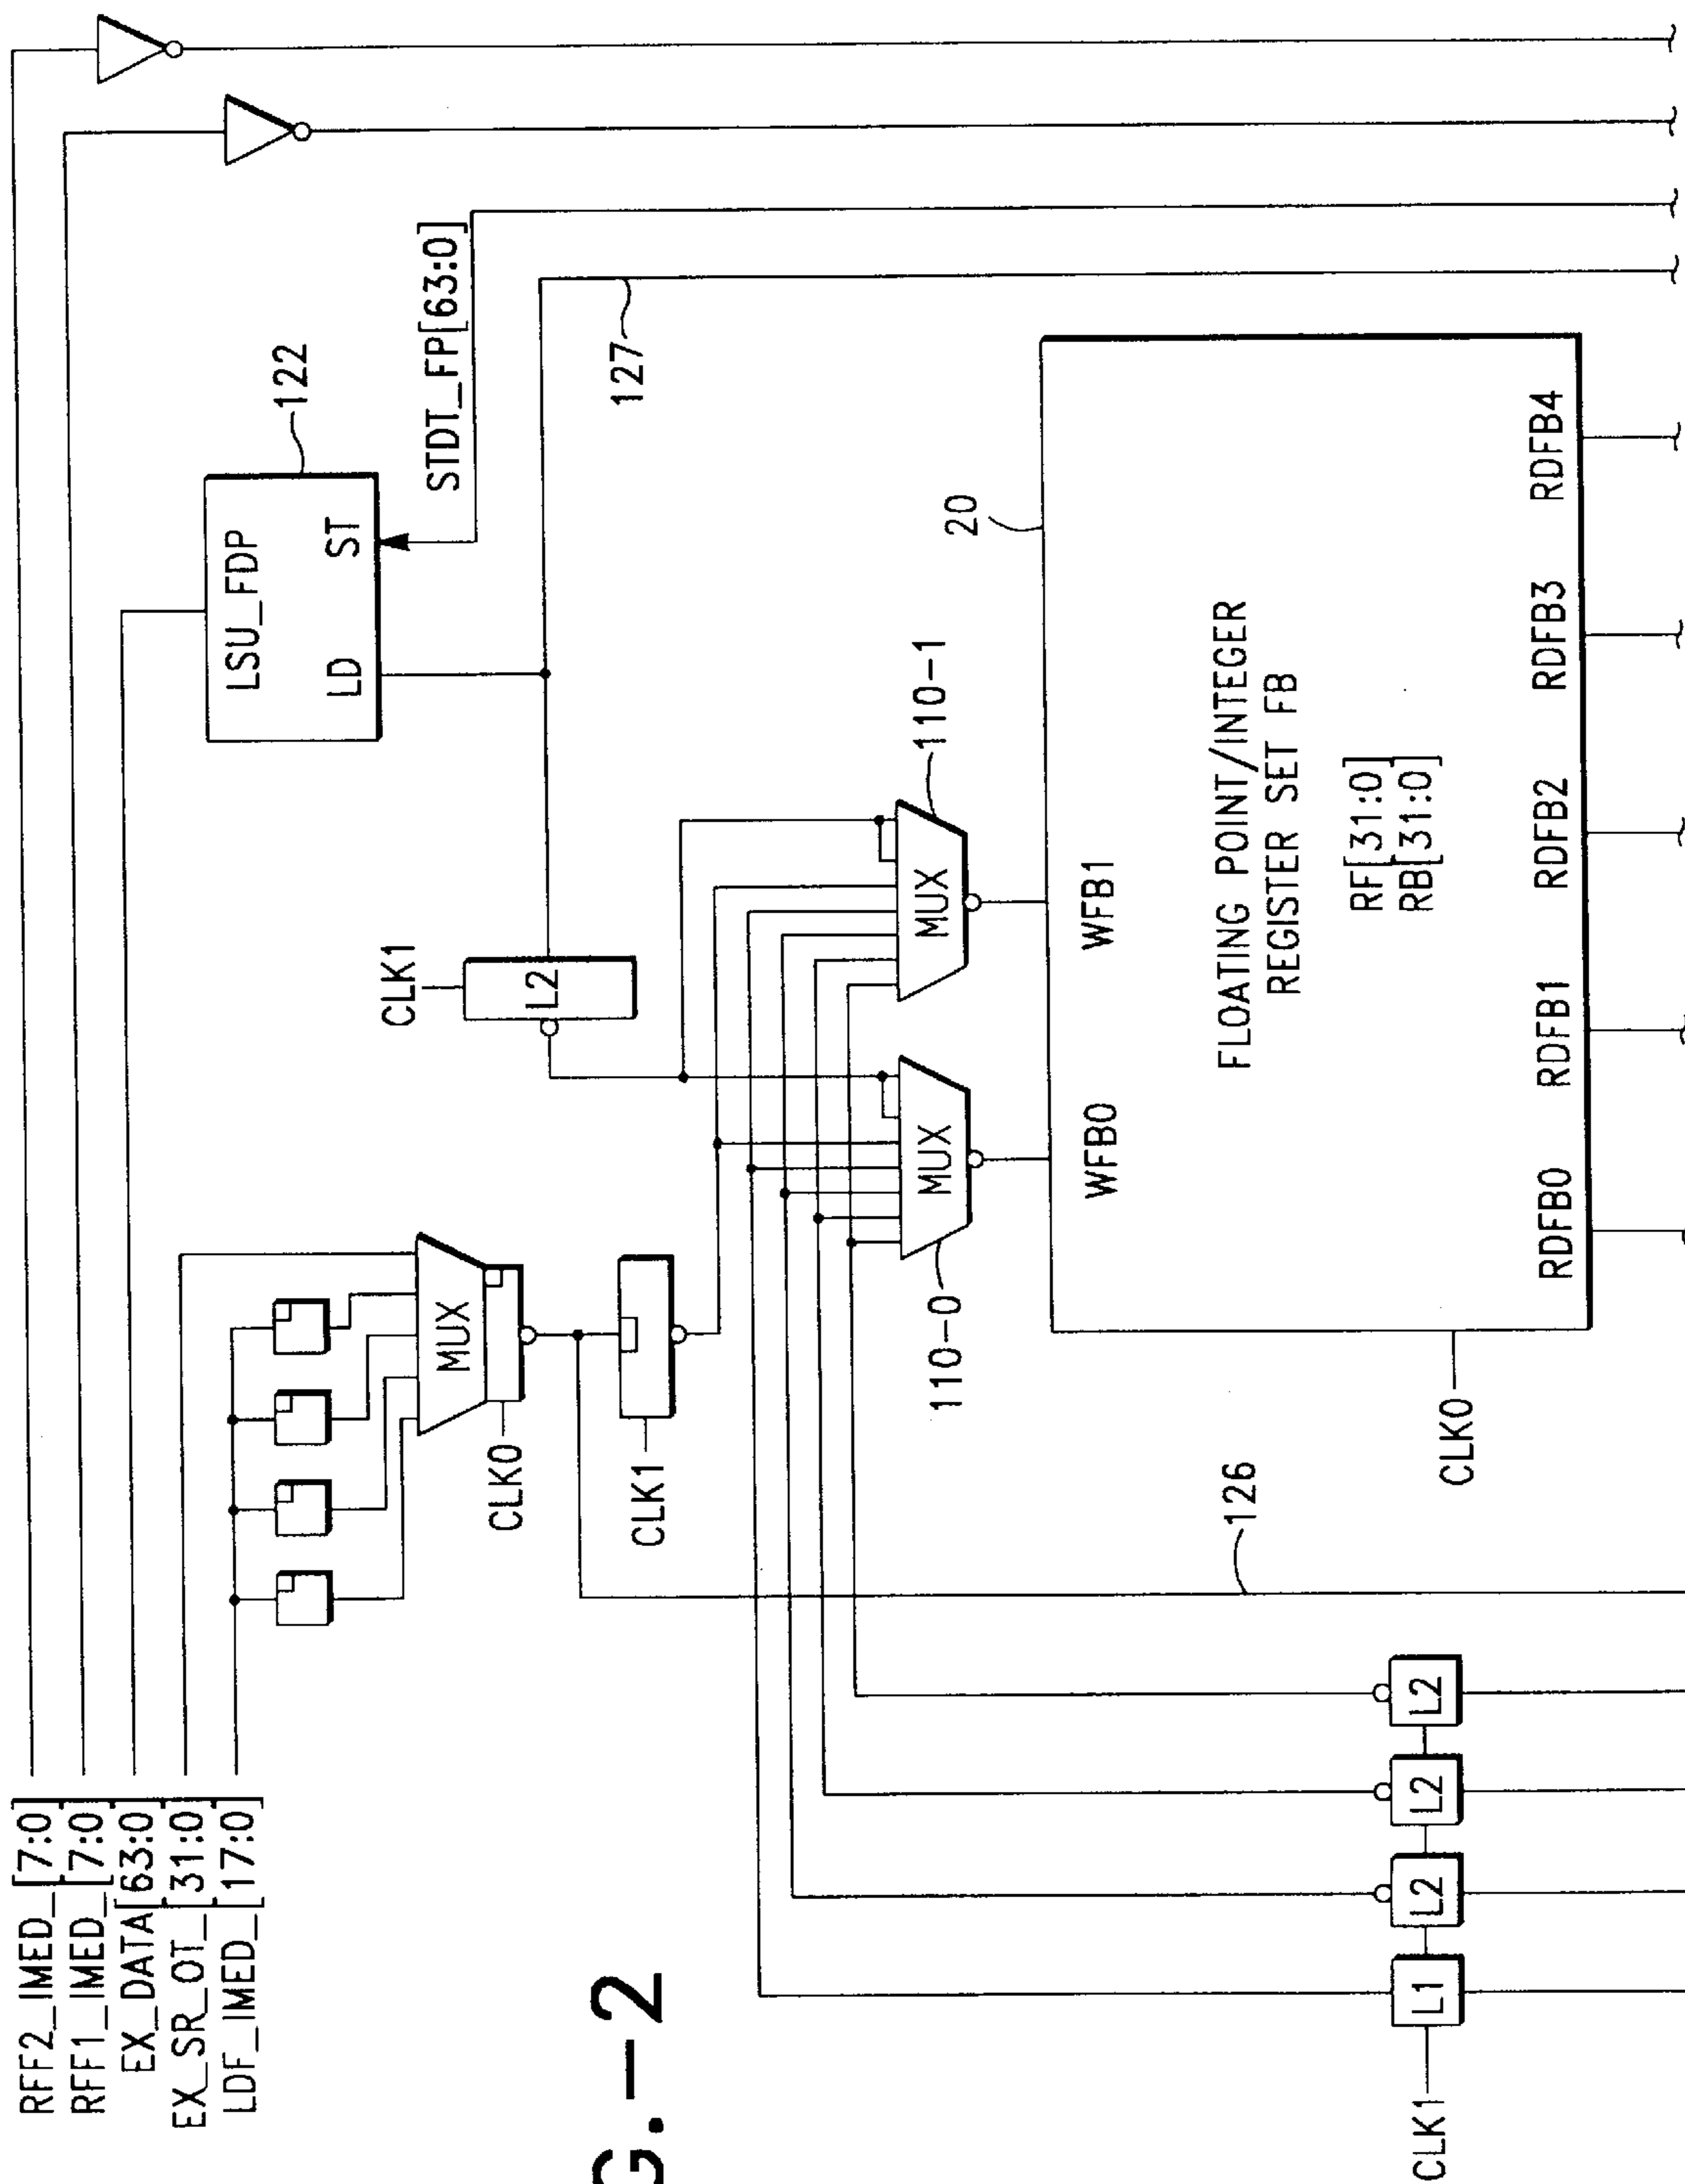 RFF2_IMED_[7:0]
RFF1_IMED_[7:0]
EX_DATA[63:0]
EX_SR_OT_[31:0]
LDF_IMED_[17:0]
LSU_FDP
LD ST
122
STDT_FP[63:0]
127
MUX
CLK0
CLK1
CLK1
L2
MUX
110-0
MUX
110-1
20
WFB0
WFB1
FLOATING POINT/INTEGER
REGISTER SET FB
RF[31:0]
RB[31:0]
RDFB0
RDFB1
RDFB2
RDFB3
RDFB4
CLK0
126
CLK1
L1
L2
L2
L2
G.-2